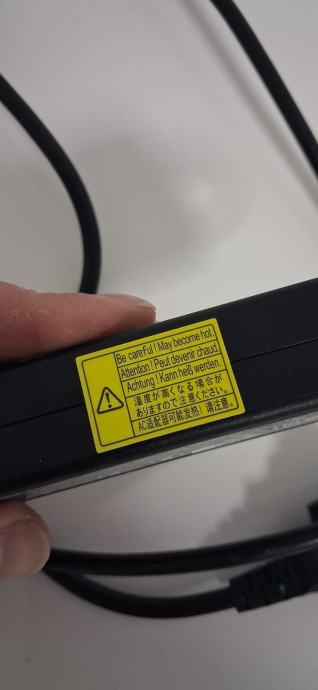 Be careful! May become hot.
Attention! Peut devenir chaud.
Achtung! Kann heiß werden.
温度が高くなる場合が
ありますので注意ください。
AC适配器可能发热! 请注意。